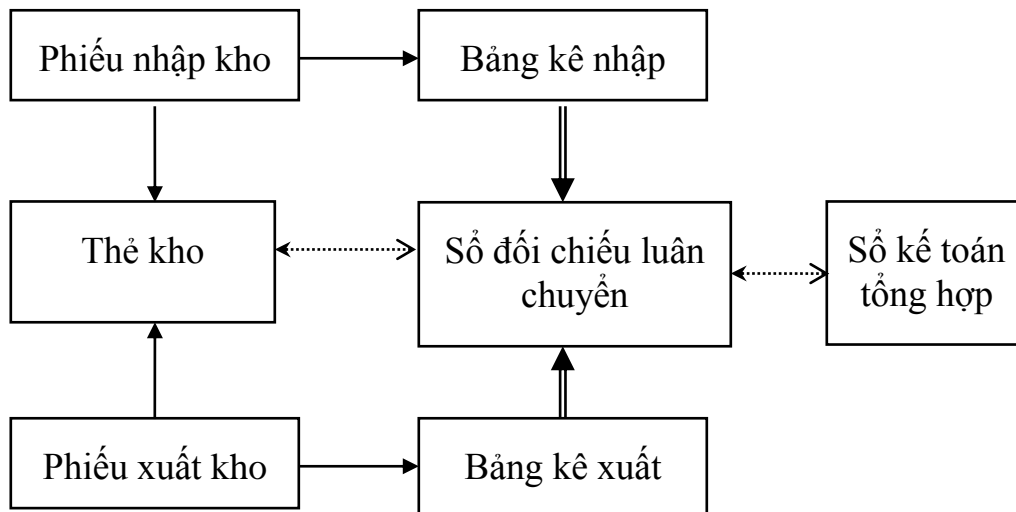 Phiếu nhập kho
Bảng kê nhập
Thẻ kho
Sổ đối chiếu luân
chuyển
Sổ kế toán
tổng hợp
Phiếu xuất kho
Bảng kê xuất